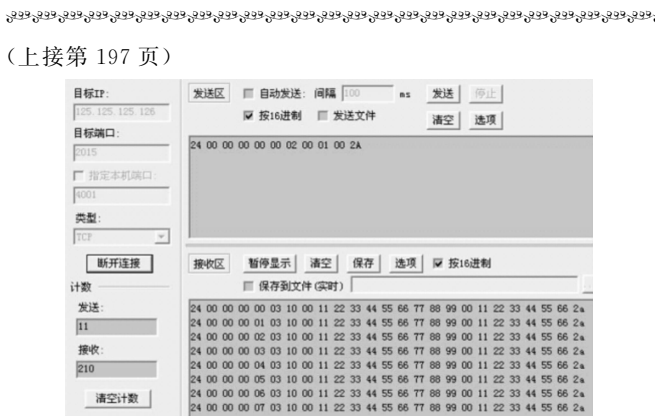 (上接第 197 页)
目标IP:
125.125.125.126
目标端口:
2015
指定本机端口:
4001
类型:
TCP
断开连接
计数
发送:
11
接收:
210
清空计数
发送区 自动发送: 间隔 100 ms 发送 停止
按16进制 发送文件 清空 选项
24 00 00 00 00 00 02 00 01 00 2A
接收区 暂停显示 清空 保存 选项 按16进制
保存到文件(实时)
24 00 00 00 00 03 10 00 11 22 33 44 55 66 77 88 99 00 11 22 33 44 55 66 2a
24 00 00 00 01 03 10 00 11 22 33 44 55 66 77 88 99 00 11 22 33 44 55 66 2a
24 00 00 00 02 03 10 00 11 22 33 44 55 66 77 88 99 00 11 22 33 44 55 66 2a
24 00 00 00 03 03 10 00 11 22 33 44 55 66 77 88 99 00 11 22 33 44 55 66 2a
24 00 00 00 04 03 10 00 11 22 33 44 55 66 77 88 99 00 11 22 33 44 55 66 2a
24 00 00 00 05 03 10 00 11 22 33 44 55 66 77 88 99 00 11 22 33 44 55 66 2a
24 00 00 00 06 03 10 00 11 22 33 44 55 66 77 88 99 00 11 22 33 44 55 66 2a
24 00 00 00 07 03 10 00 11 22 33 44 55 66 77 88 99 00 11 22 33 44 55 66 2a